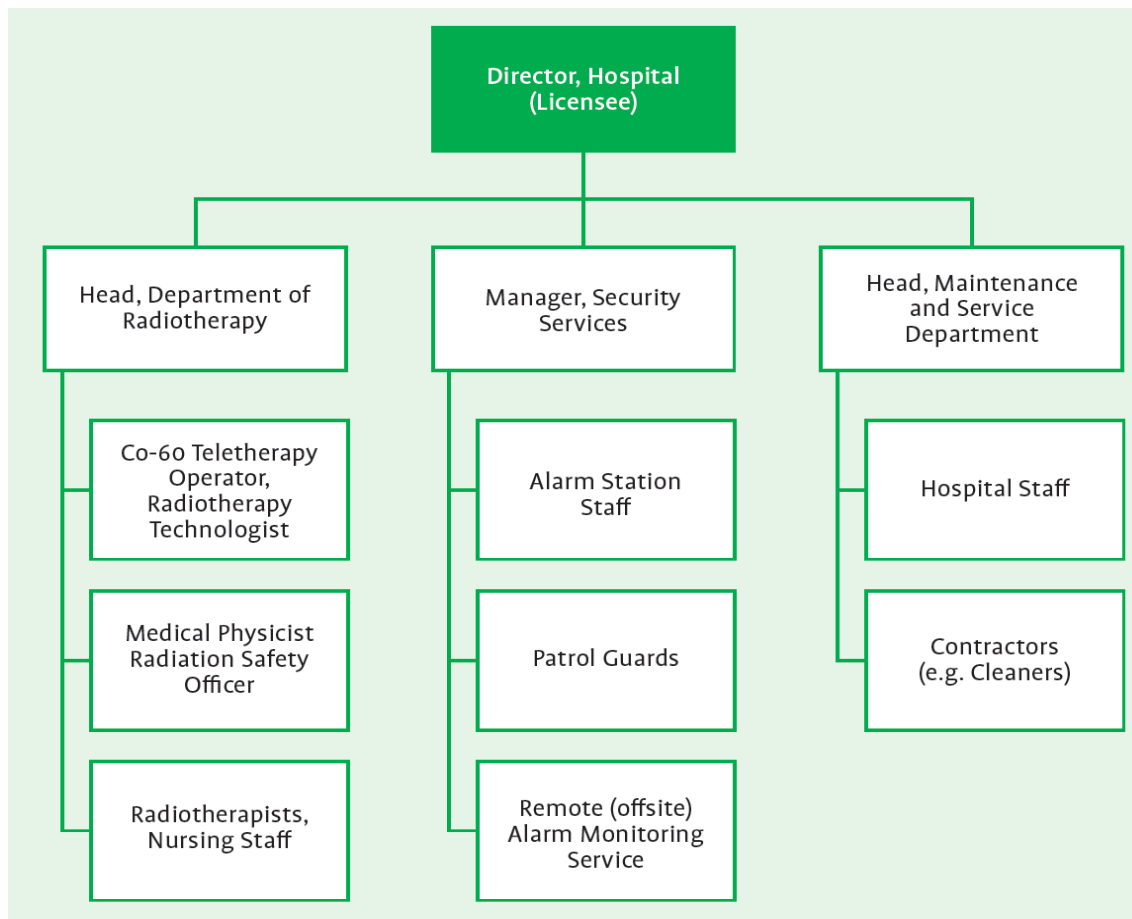 Director, Hospital
(Licensee)
Head, Department of
Radiotherapy
Co-60 Teletherapy
Operator,
Radiotherapy
Technologist
Medical Physicist
Radiation Safety
Officer
Radiotherapists,
Nursing Staff
Manager, Security
Services
Alarm Station
Staff
Patrol Guards
Remote (offsite)
Alarm Monitoring
Service
Head, Maintenance
and Service
Department
Hospital Staff
Contractors
(e.g. Cleaners)